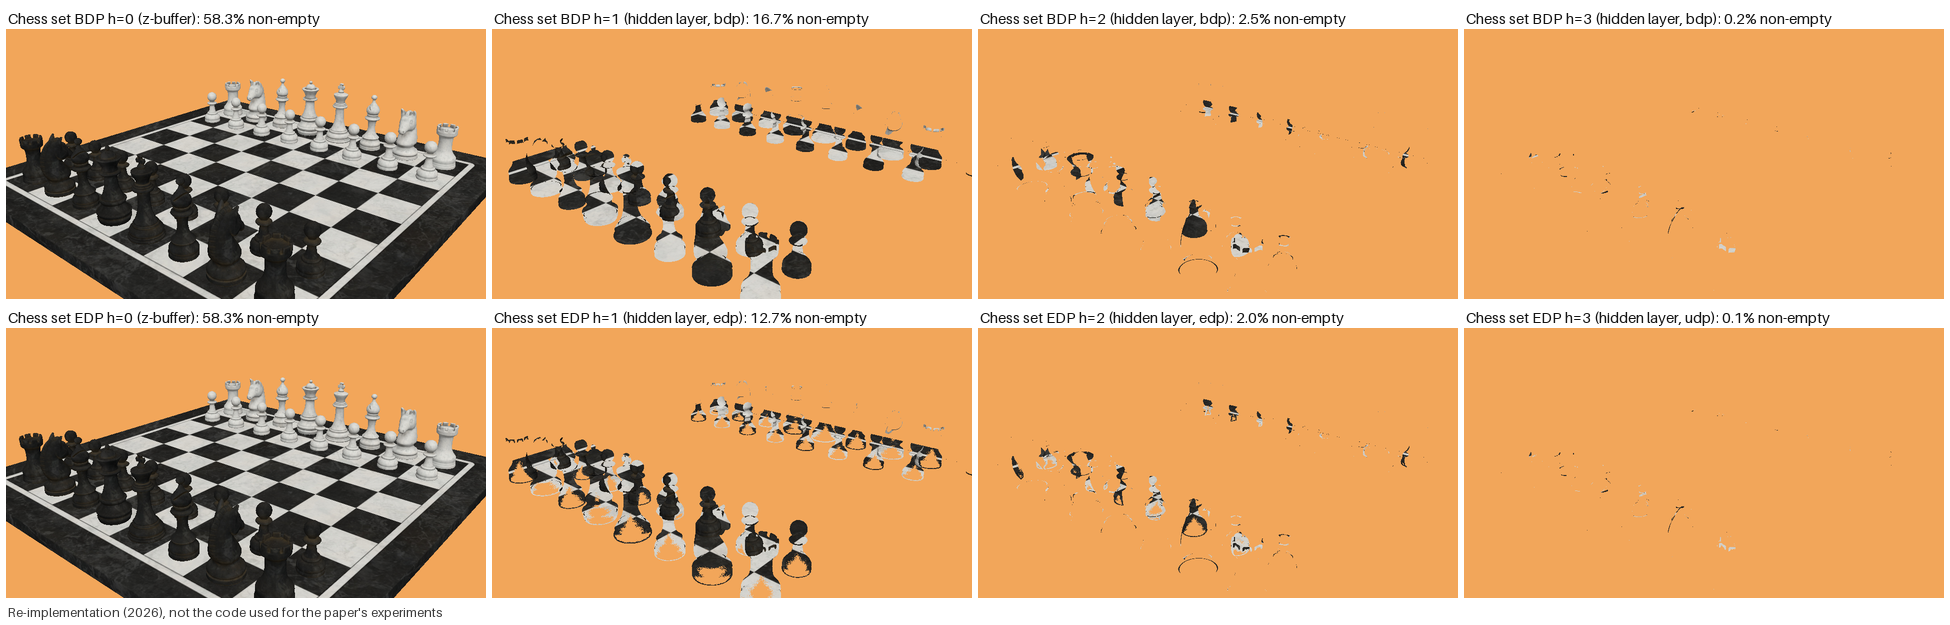 Chess set BDP h=0 (z-buffer): 58.3% non-empty
Chess set BDP h=1 (hidden layer, bdp): 16.7% non-empty
Chess set BDP h=2 (hidden layer, bdp): 2.5% non-empty
Chess set BDP h=3 (hidden layer, bdp): 0.2% non-empty
Chess set EDP h=0 (z-buffer): 58.3% non-empty
Chess set EDP h=1 (hidden layer, edp): 12.7% non-empty
Chess set EDP h=2 (hidden layer, edp): 2.0% non-empty
Chess set EDP h=3 (hidden layer, udp): 0.1% non-empty
Re-implementation (2026), not the code used for the paper's experiments